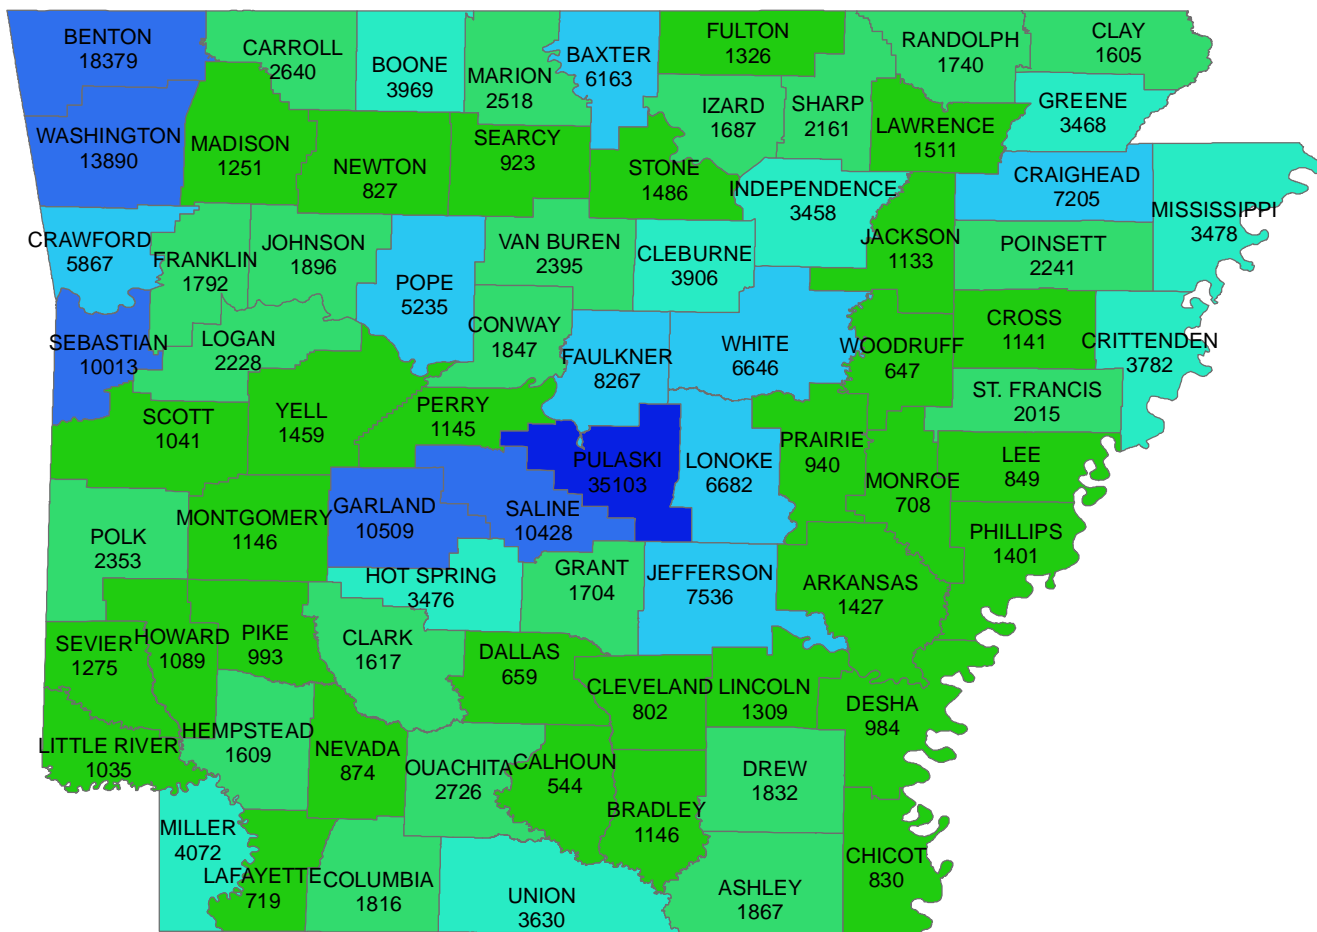 BENTON
18379
CARROLL
2640
BOONE
3969
MARION
2518
BAXTER
6163
FULTON
1326
RANDOLPH
1740
CLAY
1605
IZARD
1687
SHARP
2161
GREENE
3468
WASHINGTON
13890
MADISON
1251
NEWTON
827
SEARCY
923
STONE
1486
LAWRENCE
1511
INDEPENDENCE
3458
CRAIGHEAD
7205
MISSISSIPPI
3478
CRAWFORD
5867
FRANKLIN
1792
JOHNSON
1896
POPE
5235
VAN BUREN
2395
CLEBURNE
3906
JACKSON
1133
POINSETT
2241
SEBASTIAN
10013
LOGAN
2228
CONWAY
1847
FAULKNER
8267
WHITE
6646
WOODRUFF
647
CROSS
1141
CRITTENDEN
3782
SCOTT
1041
YELL
1459
PERRY
1145
ST. FRANCIS
2015
PULASKI
35103
LONOKE
6682
PRAIRIE
940
MONROE
708
LEE
849
POLK
2353
MONTGOMERY
1146
GARLAND
10509
SALINE
10428
PHILLIPS
1401
HOT SPRING
3476
GRANT
1704
JEFFERSON
7536
ARKANSAS
1427
SEVIER
1275
HOWARD
1089
PIKE
993
CLARK
1617
DALLAS
659
CLEVELAND
802
LINCOLN
1309
DESHA
984
LITTLE RIVER
1035
HEMPSTEAD
1609
NEVADA
874
OUACHITA
2726
CALHOUN
544
BRADLEY
1146
DREW
1832
MILLER
4072
LAFAYETTE
719
COLUMBIA
1816
UNION
3630
ASHLEY
1867
CHICOT
830